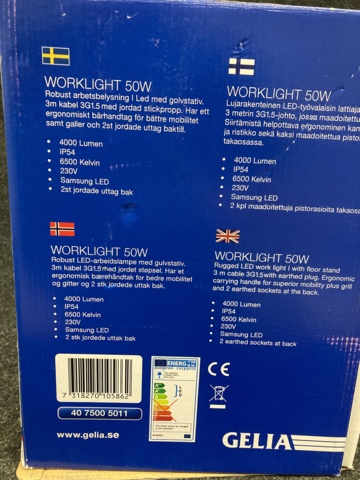 WORKLIGHT 50W
Robust arbetsbelysning I Led med golvstativ.
3m kabel 3G1.5 med jordad stickpropp. Har ett
ergonomiskt bärhandtag för bättre mobilitet
samt galler och 2st jordade uttag baktill.
• 4000 Lumen
• IP54
• 6500 Kelvin
• 230V
• Samsung LED
• 2st jordade uttag bak
WORKLIGHT 50W
Lujarakenteinen LED-työvalaisin lattiaja
3 metrin 3G1.5-johto, jossa maadoitettu
Siirtämistä helpottava ergonominen kan
ja ristikko sekä kaksi maadoitettua pistora
takaosassa.
• 4000 Lumen
• IP54
• 6500 Kelvin
• 230V
• Samsung LED
• 2 kpl maadoitettuja pistorasioita takaosa
WORKLIGHT 50W
Robust LED-arbeidslampe med gulvstativ.
3m kabel 3G1.5 med jordet støpsel. Har et
ergonomisk bærehåndtak for bedre mobilitet
og gitter og 2 stk jordede uttak bak.
• 4000 Lumen
• IP54
• 6500 Kelvin
• 230V
• Samsung LED
• 2 stk jordede uttak bak
WORKLIGHT 50W
Rugged LED work light I with floor stand
3 m cable 3G1.5 with earthed plug. Ergonomic
carrying handle for superior mobility plus grill
and 2 earthed sockets at the back.
• 4000 Lumen
• IP54
• 6500 Kelvin
• 230V
• Samsung LED
• 2 earthed sockets at back
7 318270 105862
40 7500 5011
www.gelia.se
ENERG
CE
GELIA